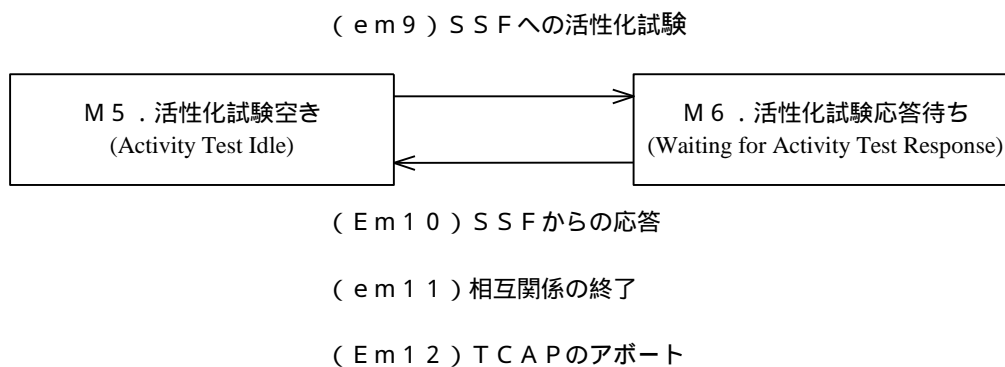 (em9)SSFへの活性化試験
M5.活性化試験空き
(Activity Test Idle)
M6.活性化試験応答待ち
(Waiting for Activity Test Response)
(Em10)SSFからの応答
(em11)相互関係の終了
(Em12)TCAPのアボート